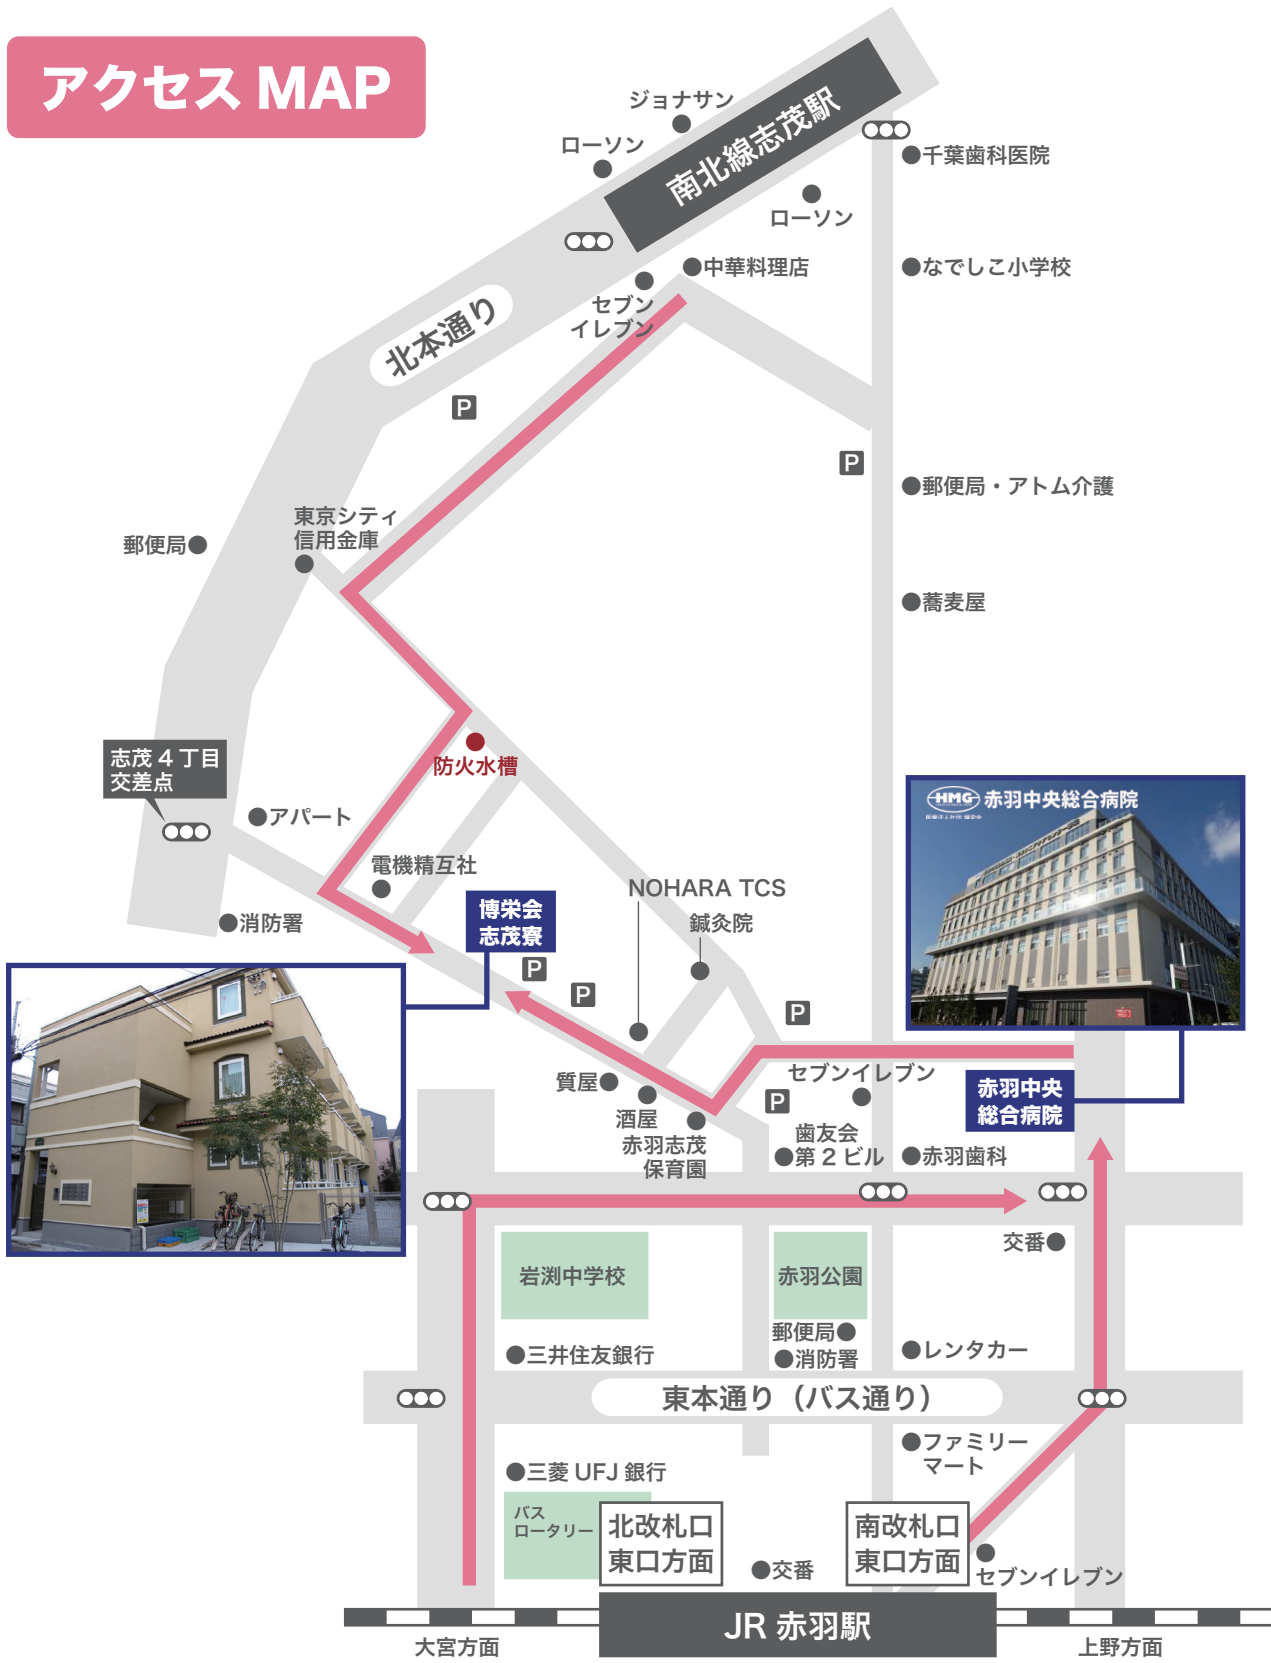 アクセス MAP
ジョナサン
ローソン
南北線志茂駅
千葉歯科医院
ローソン
中華料理店
なでしこ小学校
セブン
イレブン
北本通り
P
P
郵便局・アトム介護
東京シティ
信用金庫
郵便局
蕎麦屋
志茂 4 丁目
交差点
防火水槽
アパート
電機精互社
消防署
博栄会
志茂寮
NOHARA TCS
鍼灸院
HMG 赤羽中央総合病院
医療法人社団 博栄会
P
P
P
質屋
酒屋
赤羽志茂
保育園
P
セブンイレブン
歯友会
第 2 ビル
赤羽歯科
赤羽中央
総合病院
交番
岩渕中学校
赤羽公園
郵便局
消防署
三井住友銀行
レンタカー
東本通り（バス通り）
ファミリー
マート
三菱 UFJ 銀行
バス
ロータリー
北改札口
東口方面
南改札口
東口方面
交番
セブンイレブン
JR 赤羽駅
大宮方面
上野方面